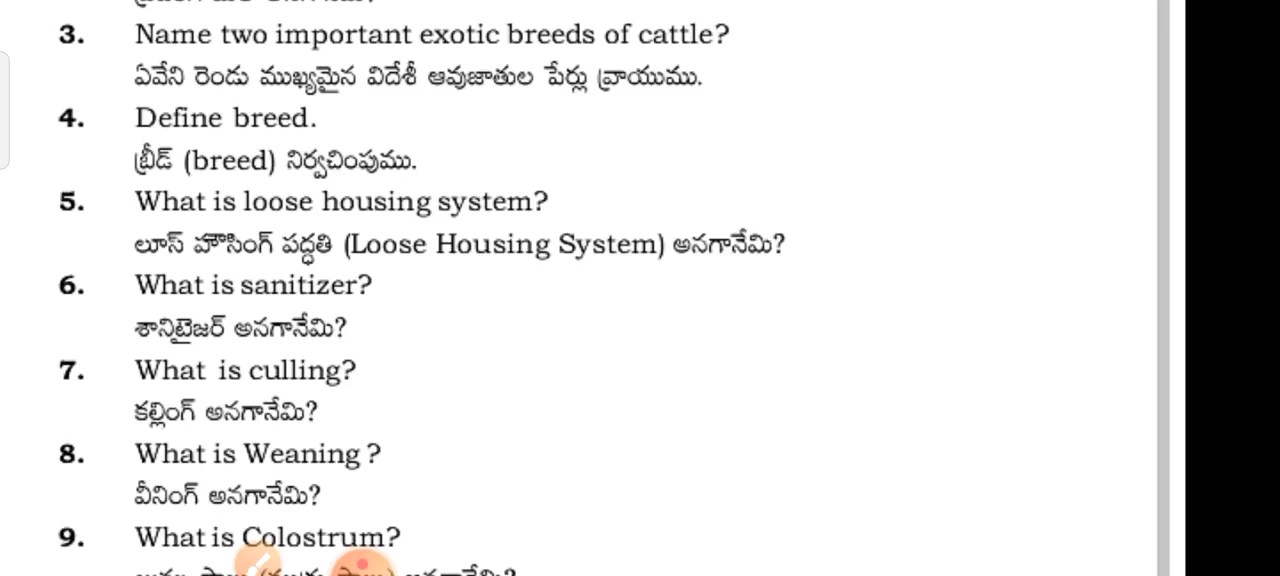 3. Name two important exotic breeds of cattle?
ఏవేని రెండు ముఖ్యమైన విదేశీ ఆవుజాతుల పేర్లు వ్రాయుము.
4. Define breed.
బ్రీడ్ (breed) నిర్వచింపుము.
5. What is loose housing system?
లూస్ హౌసింగ్ పద్ధతి (Loose Housing System) అనగానేమి?
6. What is sanitizer?
శానిటైజర్ అనగానేమి?
7. What is culling?
కల్లింగ్ అనగానేమి?
8. What is Weaning ?
వీనింగ్ అనగానేమి?
9. What is Colostrum?
అనగానేమి?